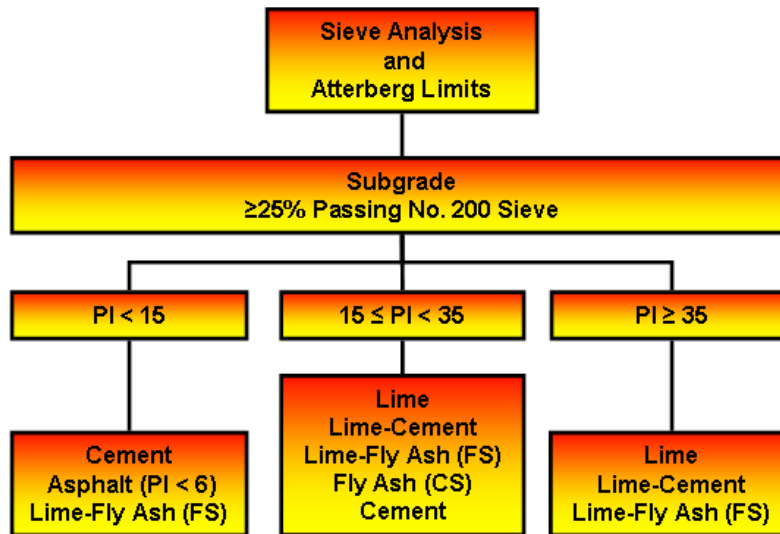 Sieve Analysis
and
Atterberg Limits
Subgrade
≥25% Passing No. 200 Sieve
PI < 15
15 ≤ PI < 35
PI ≥ 35
Cement
Asphalt (PI < 6)
Lime-Fly Ash (FS)
Lime
Lime-Cement
Lime-Fly Ash (FS)
Fly Ash (CS)
Cement
Lime
Lime-Cement
Lime-Fly Ash (FS)